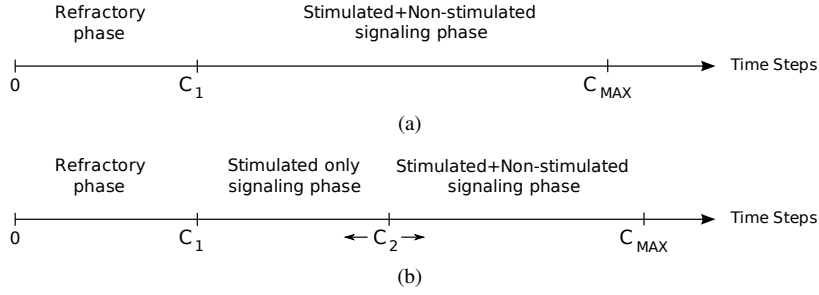 Refractory phase
Stimulated+Non-stimulated signaling phase
0
C1
CMAX
Time Steps
(a)
Refractory phase
Stimulated only signaling phase
Stimulated+Non-stimulated signaling phase
0
C1
C2
CMAX
Time Steps
(b)